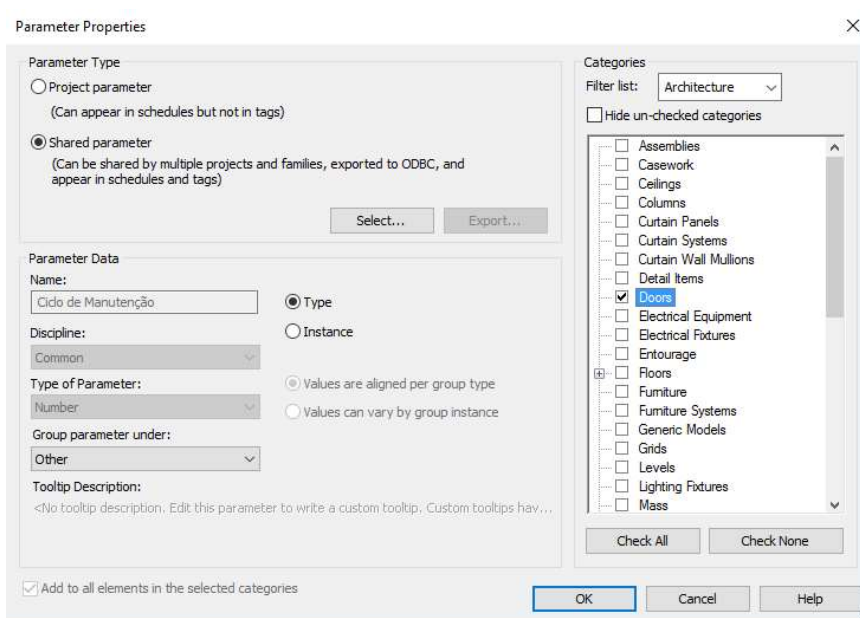 Parameter Properties
Parameter Type
Project parameter
(Can appear in schedules but not in tags)
Shared parameter
(Can be shared by multiple projects and families, exported to ODBC, and
appear in schedules and tags)
Select...
Export...
Parameter Data
Name:
Ciclo de Manutenção
Type
Discipline:
Instance
Common
Type of Parameter:
Values are aligned per group type
Number
Values can vary by group instance
Group parameter under:
Other
Tooltip Description:
<No tooltip description. Edit this parameter to write a custom tooltip. Custom tooltips hav...
Add to all elements in the selected categories
Categories
Filter list:
Architecture
Hide un-checked categories
Assemblies
Casework
Ceilings
Columns
Curtain Panels
Curtain Systems
Curtain Wall Mullions
Detail Items
Doors
Electrical Equipment
Electrical Fixtures
Entourage
Floors
Furniture
Furniture Systems
Generic Models
Grids
Levels
Lighting Fixtures
Mass
Check All
Check None
OK
Cancel
Help